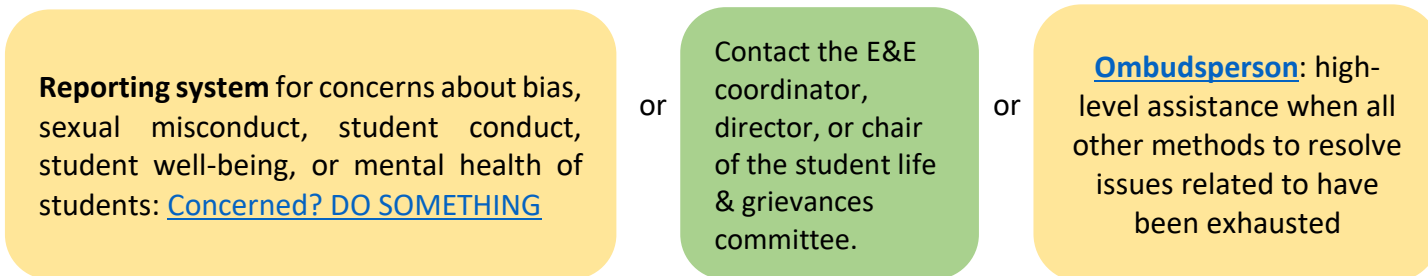 Reporting system for concerns about bias,
sexual misconduct, student conduct,
student well-being, or mental health of
students: Concerned? DO SOMETHING
or
Contact the E&E
coordinator,
director, or chair
of the student life
& grievances
committee.
or
Ombudsperson: high-
level assistance when all
other methods to resolve
issues related to have
been exhausted